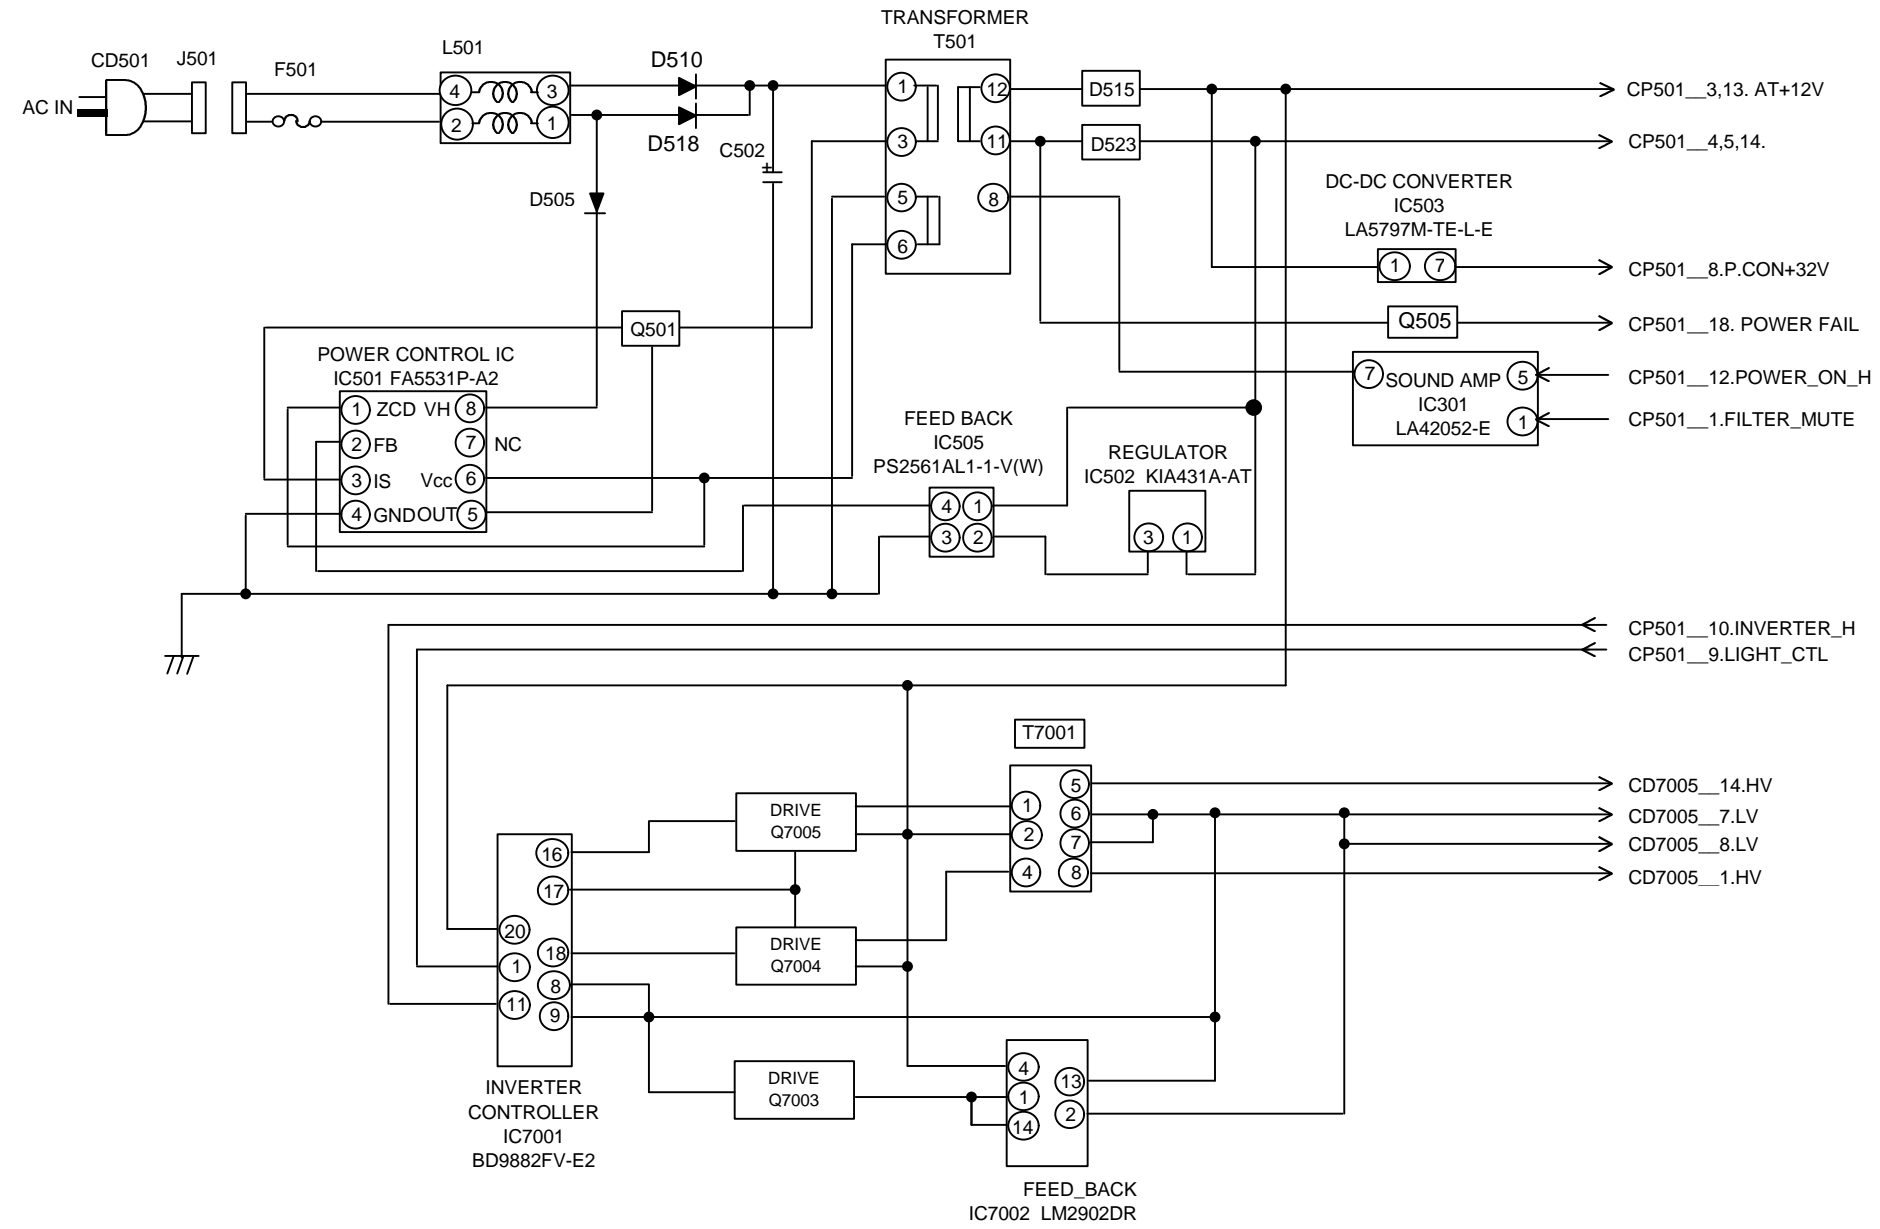 TRANSFORMER
T501
CD501
J501
F501
L501
D510
AC IN
4
3
2
1
D518
C502
+
D505
1
3
5
6
12
11
8
D515
D523
CP501__3,13. AT+12V
CP501__4,5,14.
DC-DC CONVERTER
IC503
LA5797M-TE-L-E
1 7
CP501__8.P.CON+32V
Q501
Q505
CP501__18. POWER FAIL
POWER CONTROL IC
IC501 FA5531P-A2
1 ZCD VH 8
2 FB 7 NC
3 IS Vcc 6
4 GND OUT 5
7 SOUND AMP 5
IC301
LA42052-E 1
CP501__12.POWER_ON_H
CP501__1.FILTER_MUTE
FEED BACK
IC505
PS2561AL1-1-V(W)
4 1
3 2
REGULATOR
IC502 KIA431A-AT
3 1
CP501__10.INVERTER_H
CP501__9.LIGHT_CTL
T7001
5
1
6
2
7
4
8
CD7005__14.HV
CD7005__7.LV
CD7005__8.LV
CD7005__1.HV
DRIVE
Q7005
16
17
20
18
1
8
11
9
DRIVE
Q7004
INVERTER
CONTROLLER
IC7001
BD9882FV-E2
DRIVE
Q7003
4
13
1
2
14
FEED_BACK
IC7002 LM2902DR